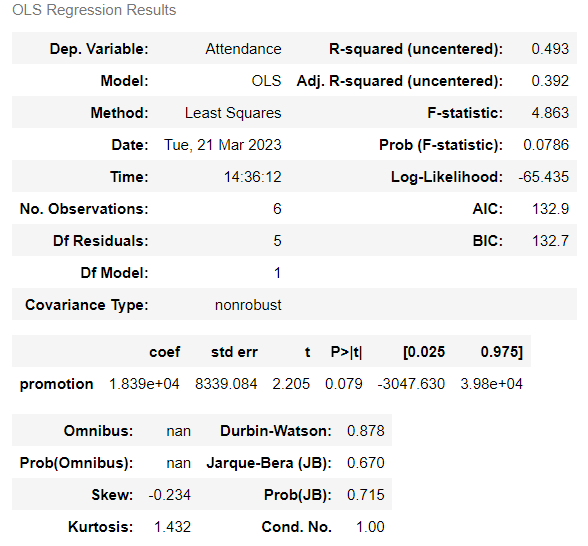 OLS Regression Results
Dep. Variable: Attendance R-squared (uncentered): 0.493
Model: OLS Adj. R-squared (uncentered): 0.392
Method: Least Squares F-statistic: 4.863
Date: Tue, 21 Mar 2023 Prob (F-statistic): 0.0786
Time: 14:36:12 Log-Likelihood: -65.435
No. Observations: 6 AIC: 132.9
Df Residuals: 5 BIC: 132.7
Df Model: 1
Covariance Type: nonrobust
coef std err t P>|t| [0.025 0.975]
promotion 1.839e+04 8339.084 2.205 0.079 -3047.630 3.98e+04
Omnibus: nan Durbin-Watson: 0.878
Prob(Omnibus): nan Jarque-Bera (JB): 0.670
Skew: -0.234 Prob(JB): 0.715
Kurtosis: 1.432 Cond. No. 1.00